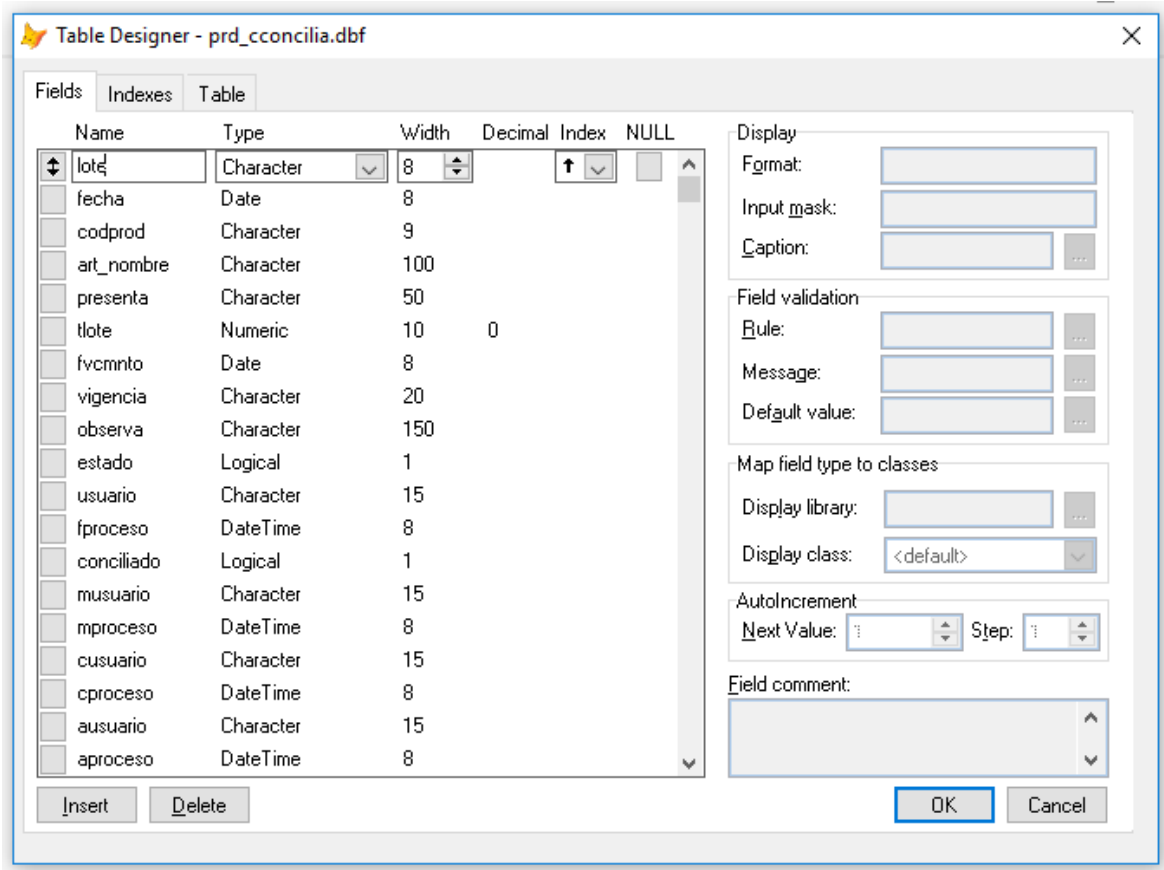 Table Designer - prd_cconcilia.dbf
Fields Indexes Table
Name Type Width Decimal Index NULL
lote Character 8
fecha Date 8
codprod Character 9
art_nombre Character 100
presenta Character 50
tlote Numeric 10 0
fvcmnto Date 8
vigencia Character 20
observa Character 150
estado Logical 1
usuario Character 15
fproceso DateTime 8
conciliado Logical 1
musuario Character 15
mproceso DateTime 8
cusuario Character 15
cproceso DateTime 8
ausuario Character 15
aproceso DateTime 8
Insert Delete
Display
Format:
Input mask:
Caption: ...
Field validation
Rule: ...
Message: ...
Default value: ...
Map field type to classes
Display library: ...
Display class: <default>
AutoIncrement
Next Value: 1 Step: 1
Field comment:
OK Cancel